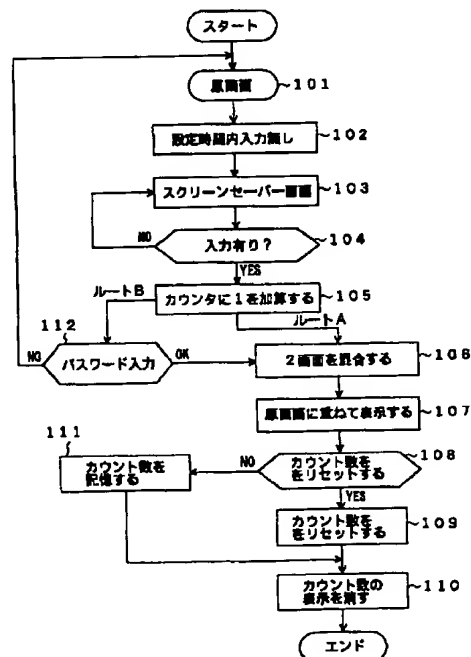 スタート
原画面
101
設定時間内入力無し
102
スクリーンセーバー画面
103
入力有り?
104
NO
YES
カウンタに1を加算する
105
ルートB
ルートA
112
パスワード入力
NO
OK
2画面を混合する
106
原画面に重ねて表示する
107
カウント数を
をリセットする
108
NO
YES
111
カウント数を
記憶する
カウント数を
をリセットする
109
カウント数の
表示を消す
110
エンド